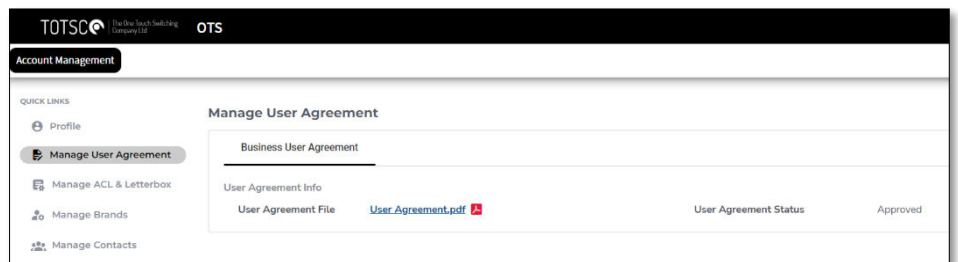 TOTSCO The One Touch Switching
Company Ltd
OTS
Account Management
QUICK LINKS
Profile
Manage User Agreement
Manage ACL & Letterbox
Manage Brands
Manage Contacts
Manage User Agreement
Business User Agreement
User Agreement Info
User Agreement File User Agreement.pdf User Agreement Status Approved